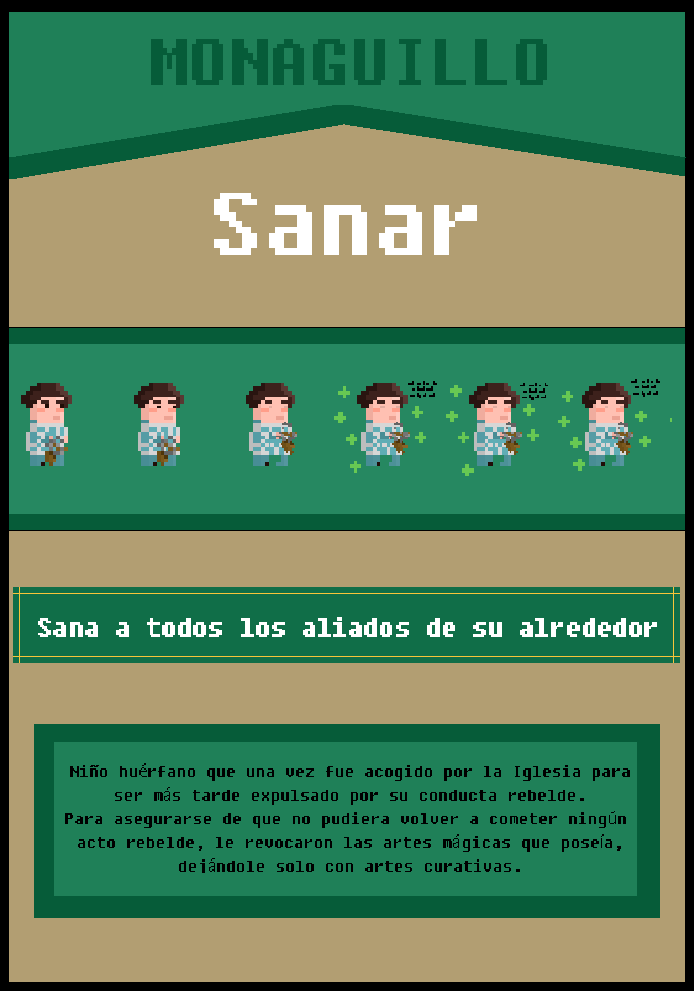 MONAGUILLO
Sanar
Sana a todos los aliados de su alrededor
Niño huérfano que una vez fue acogido por la Iglesia para
ser más tarde expulsado por su conducta rebelde.
Para asegurarse de que no pudiera volver a cometer ningún
acto rebelde, le revocaron las artes mágicas que poseía,
dejándole solo con artes curativas.